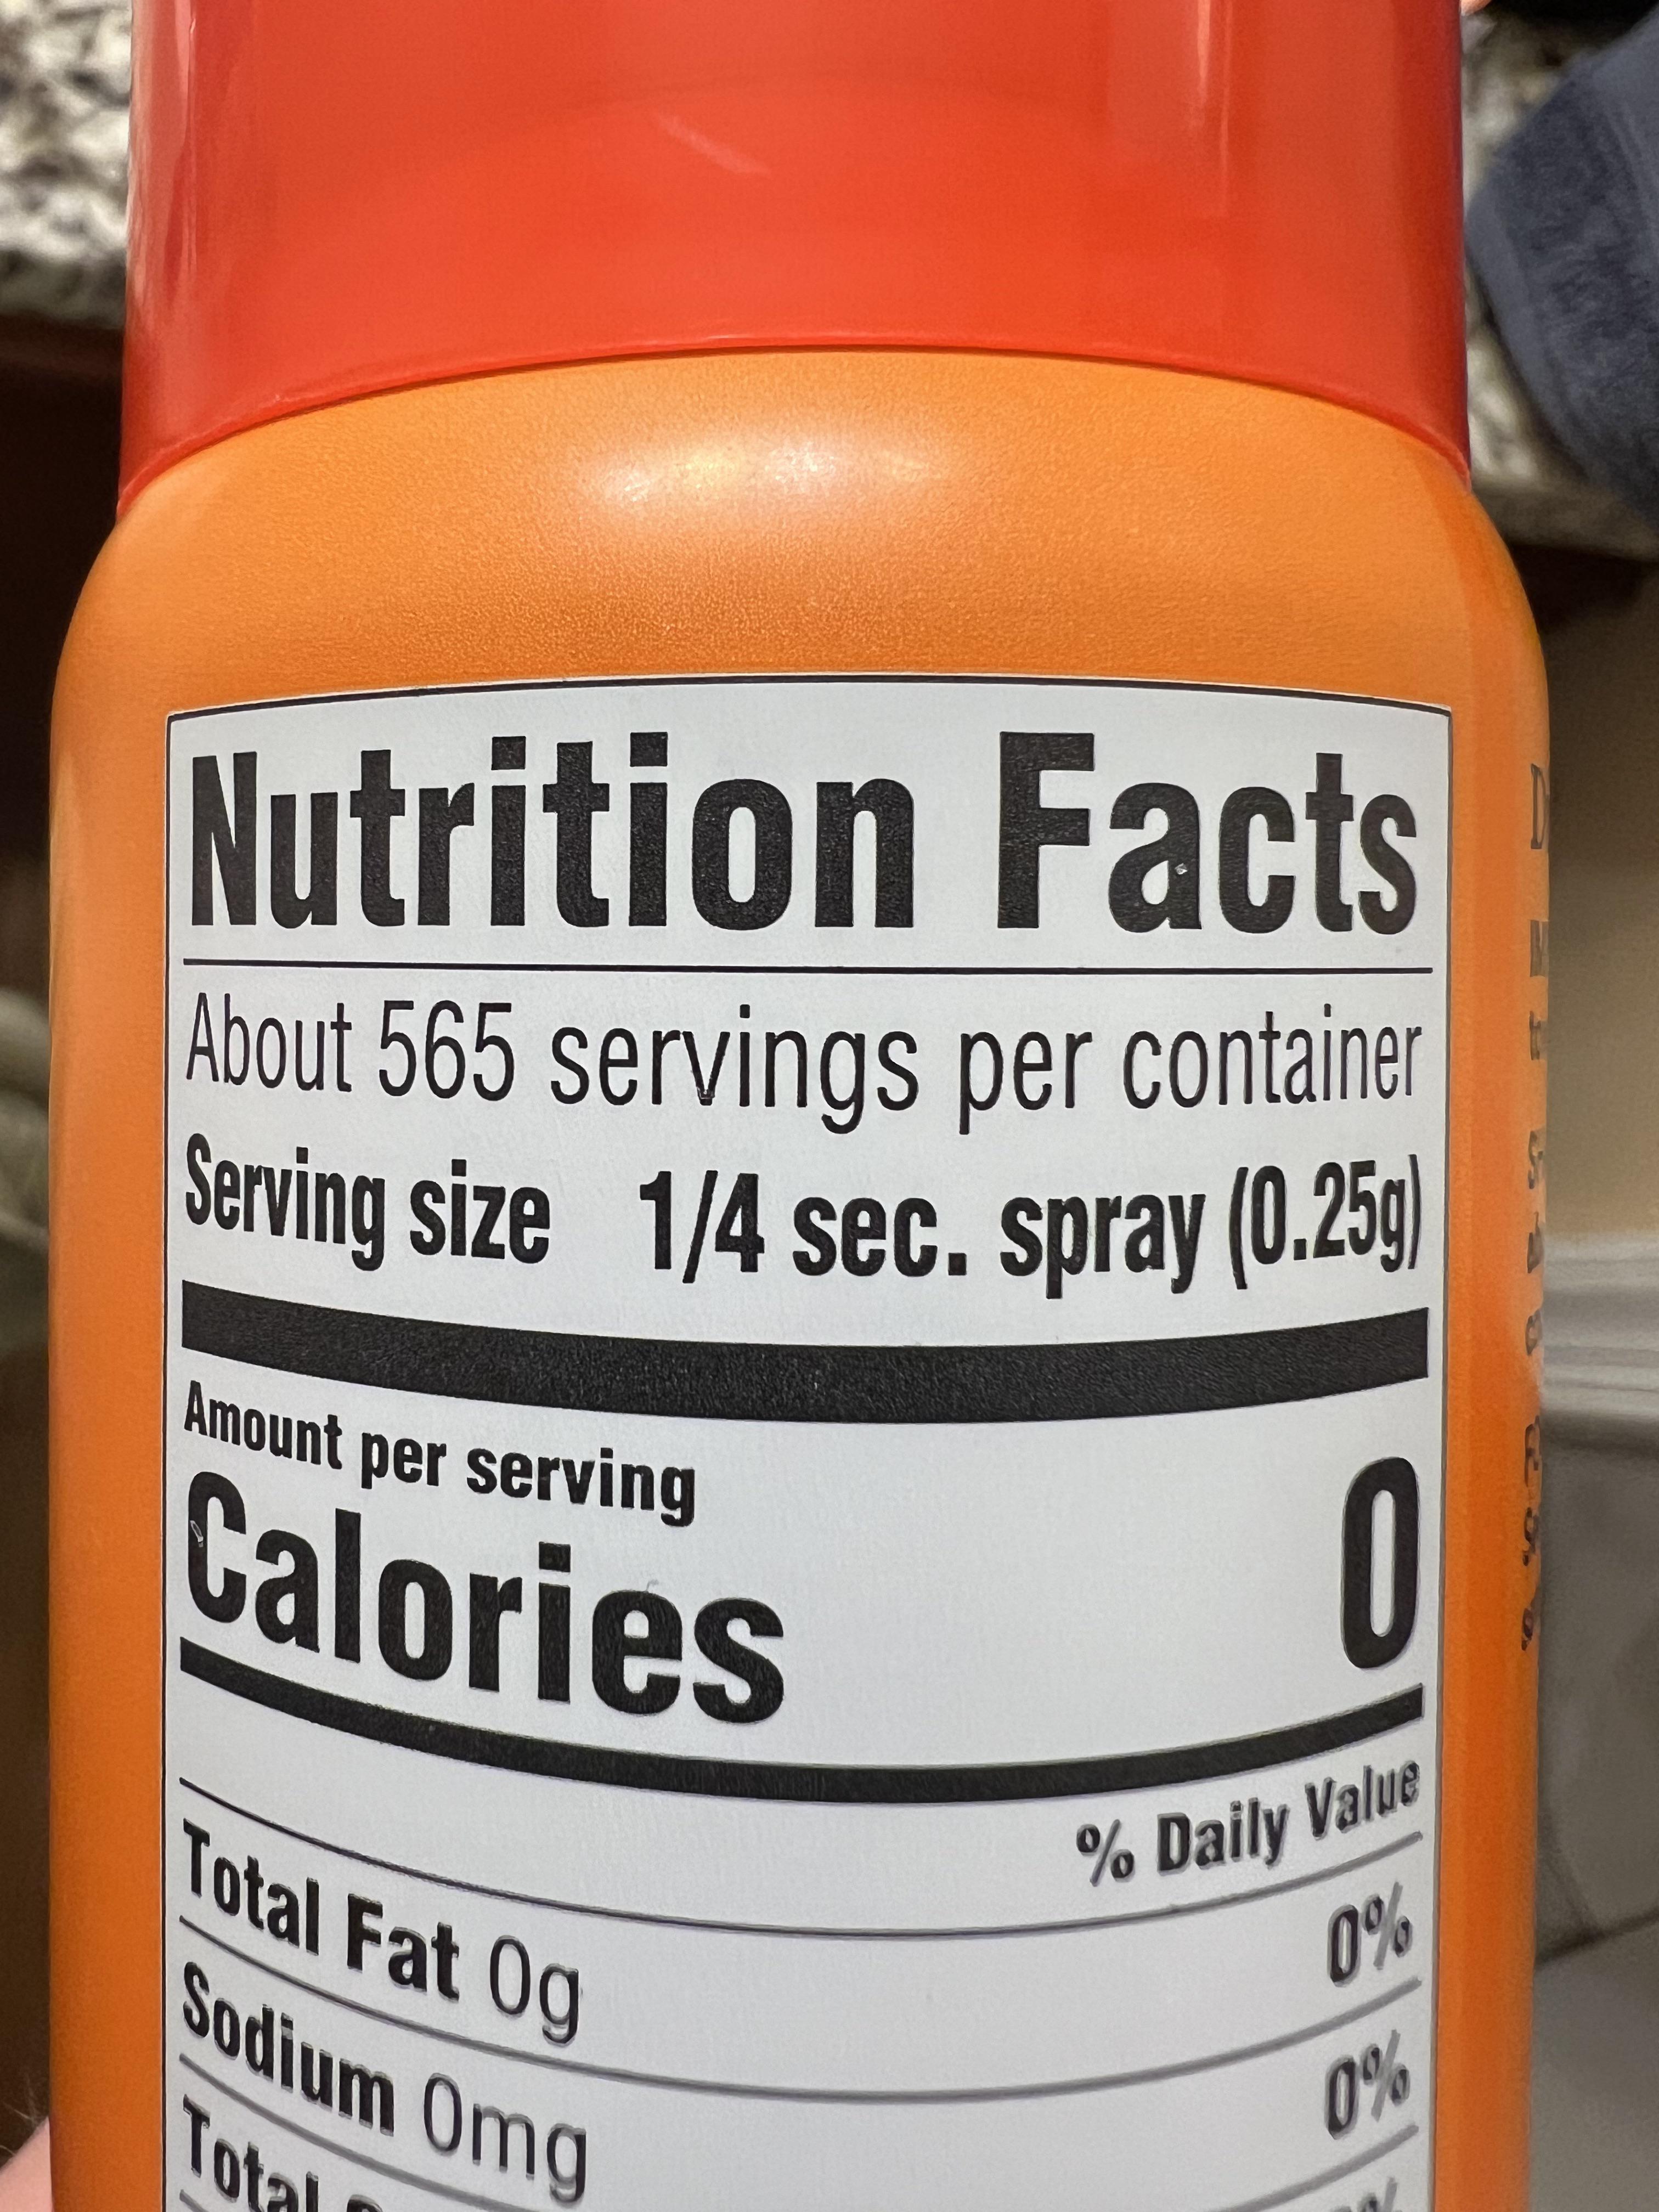 Nutrition Facts
About 565 servings per container
Serving size 1/4 sec. spray (0.25g)
Amount per serving
Calories 0
% Daily Value
Total Fat 0g 0%
Sodium 0mg 0%
Total